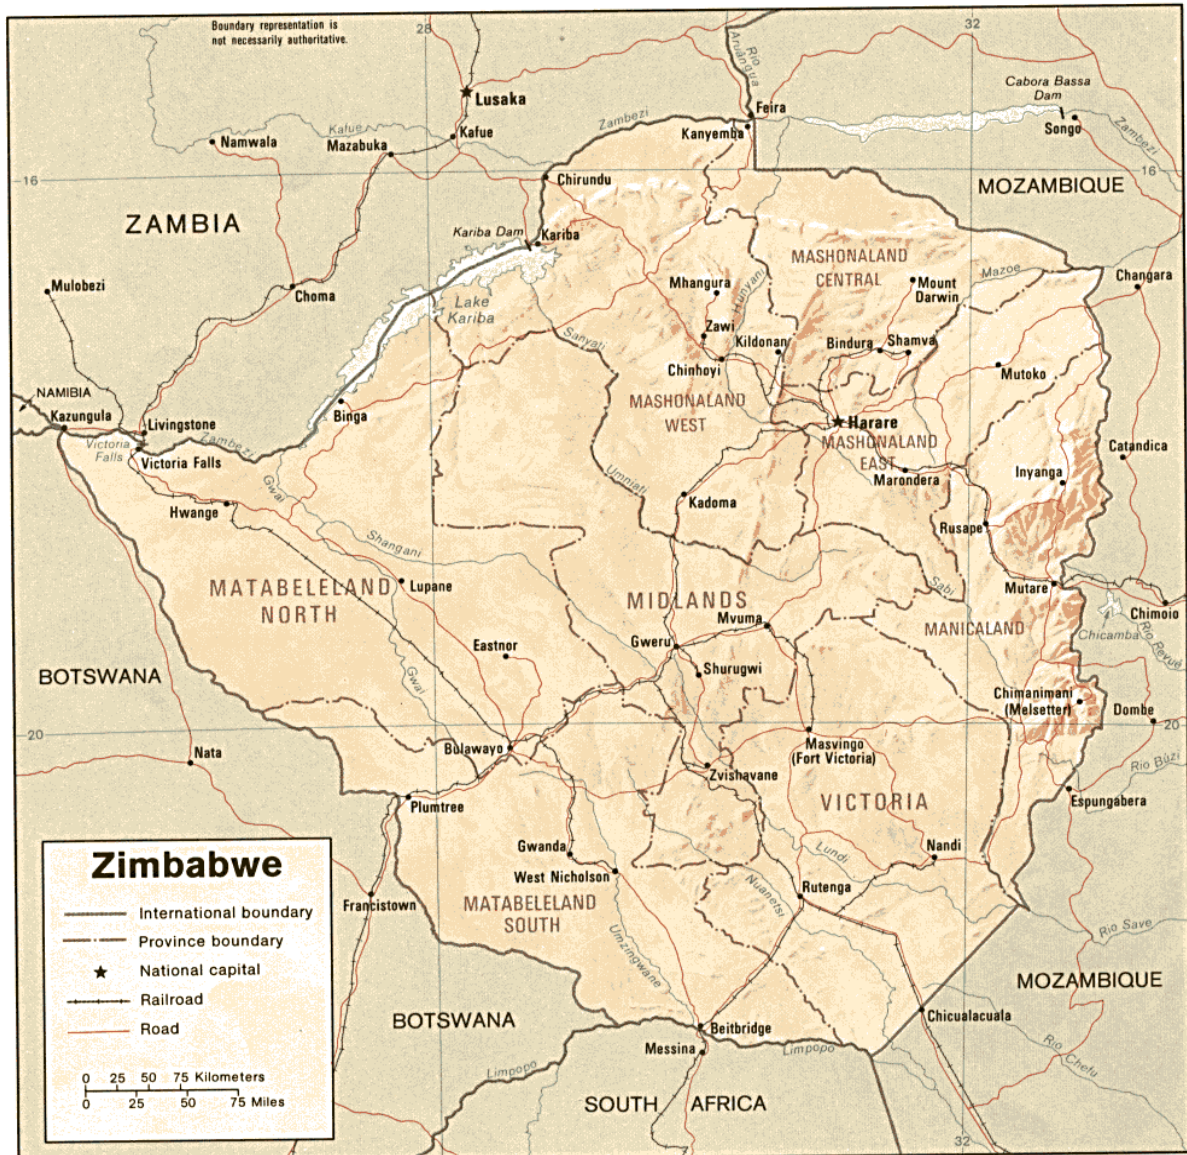 Boundary representation is
not necessarily authoritative.
28
32
Rio
Aruângua
Cabora Bassa
Dam
Lusaka
Feira
Zambezi
Kafue
Kafue
Namwala
Mazabuka
Kanyemba
Songo
Zambezi
16
Chirundu
16
MOZAMBIQUE
ZAMBIA
Kariba Dam
Kariba
MASHONALAND
CENTRAL
Mazoe
Changara
Mulobezi
Choma
Lake
Kariba
Mhangura
Hunyani
Mount
Darwin
Sanyati
Zawi
Kildonan
Bindura
Shamva
Chinhoyi
Mutoko
NAMIBIA
Kazungula
Binga
MASHONALAND
WEST
Harare
Livingstone
Zambezi
Victoria
Falls
Victoria Falls
MASHONALAND
EAST
Catandica
Gwai
Umniati
Marondera
Inyanga
Hwange
Kadoma
Rusape
Shangani
MATABELELAND
NORTH
Lupane
MIDLANDS
Sabi
Mutare
Chimoio
Mvuma
MANICALAND
Chicamba
Rio Revuè
Gweru
Eastnor
BOTSWANA
Gwai
Shurugwi
Chimanimani
(Melsetter)
Dombe
20
20
Nata
Bulawayo
Masvingo
(Fort Victoria)
Zvishavane
Rio Bùzi
Plumtree
VICTORIA
Espungabera
Zimbabwe
Gwanda
Lundi
Nandi
West Nicholson
Nuanetsi
Rutenga
International boundary
Francistown
MATABELELAND
SOUTH
Rio Save
Province boundary
Umzingwane
National capital
MOZAMBIQUE
Railroad
BOTSWANA
Chicualacuala
Road
Beitbridge
Messina
Limpopo
Limpopo
Rio Chefu
0 25 50 75 Kilometers
0 25 50 75 Miles
SOUTH AFRICA
32